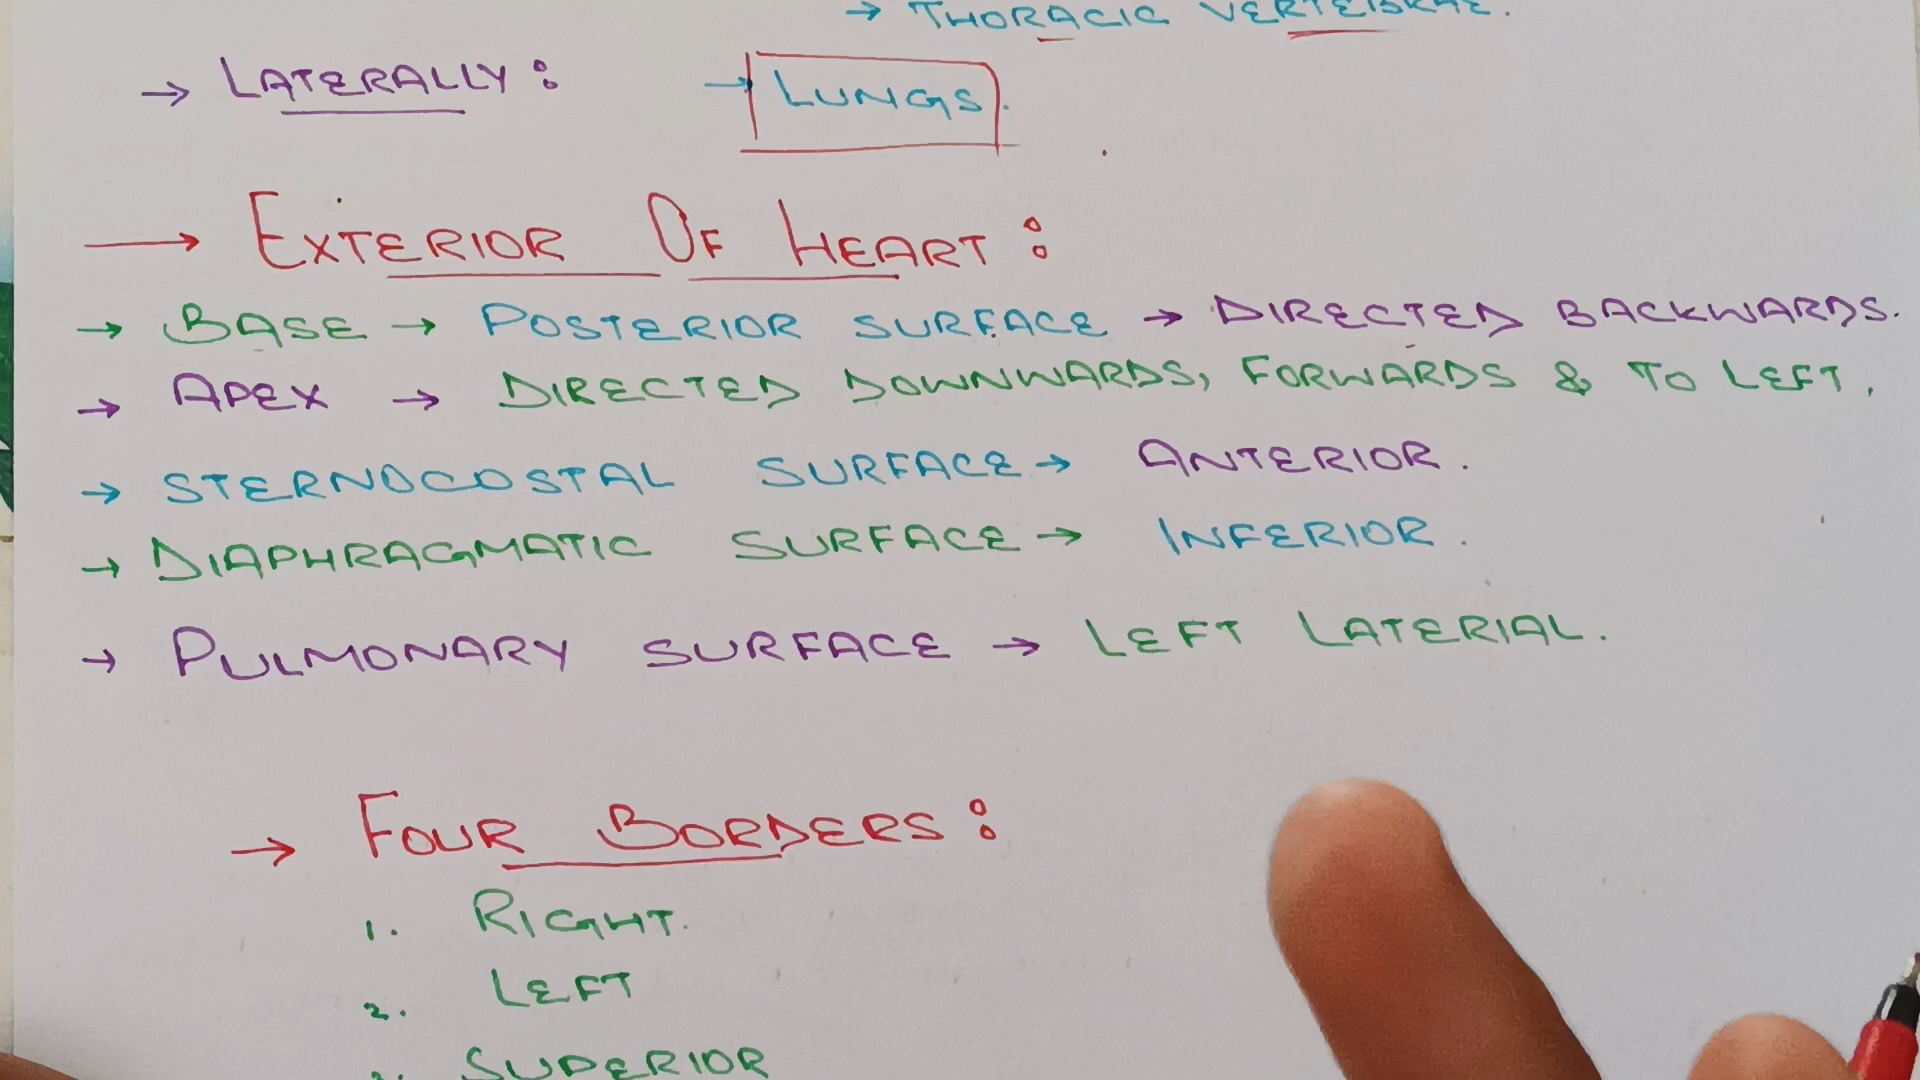 → THORACIC VERTEBRAE.
→ LATERALLY: → LUNGS.
→ EXTERIOR OF HEART:
→ BASE → POSTERIOR SURFACE → DIRECTED BACKWARDS.
→ APEX → DIRECTED DOWNWARDS, FORWARDS & TO LEFT.
→ STERNOCOSTAL SURFACE → ANTERIOR.
→ DIAPHRAGMATIC SURFACE → INFERIOR.
→ PULMONARY SURFACE → LEFT LATERIAL.
→ FOUR BORDERS:
1. RIGHT.
2. LEFT
3. SUPERIOR